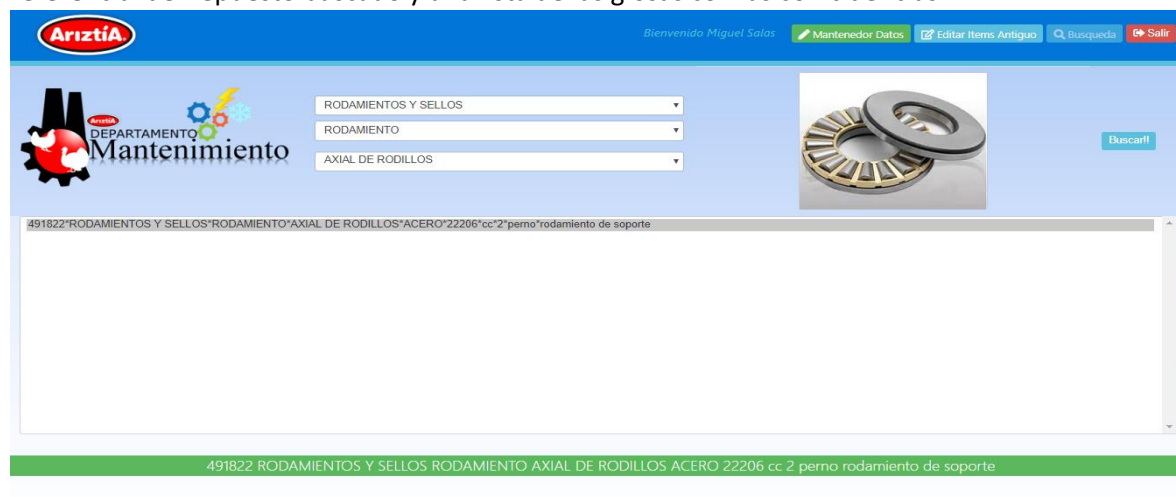 Ariztía.
Bienvenido Miguel Salas
Mantenedor Datos
Editar Items Antiguo
Busqueda
Salir
Ariztía
DEPARTAMENTO
Mantenimiento
RODAMIENTOS Y SELLOS
RODAMIENTO
AXIAL DE RODILLOS
Buscar!!
491822*RODAMIENTOS Y SELLOS*RODAMIENTO*AXIAL DE RODILLOS*ACERO*22206*cc*2*perno*rodamiento de soporte
491822 RODAMIENTOS Y SELLOS RODAMIENTO AXIAL DE RODILLOS ACERO 22206 cc 2 perno rodamiento de soporte